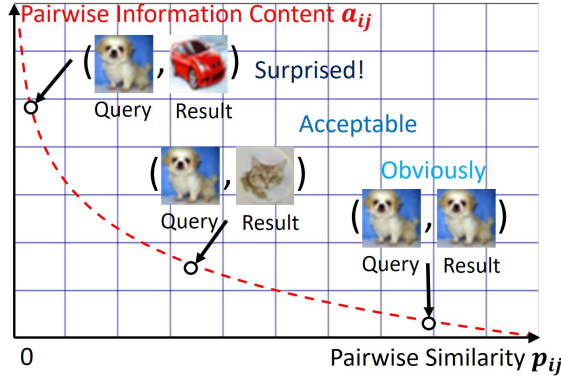 Pairwise Information Content a_ij
( , ) Surprised!
Query Result
Acceptable
( , )
Obviously
Query Result
( , )
Query Result
0 Pairwise Similarity p_ij